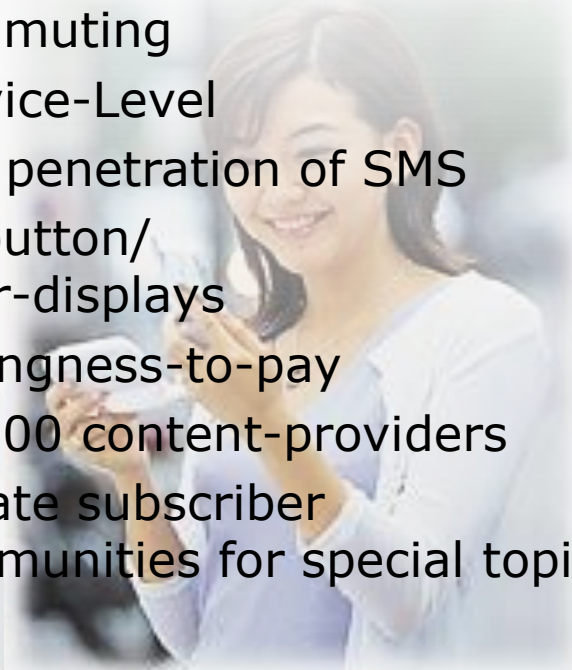 muting
ice-Level
penetration of SMS
utton/
r-displays
ngness-to-pay
00 content-providers
ate subscriber
munities for special topi